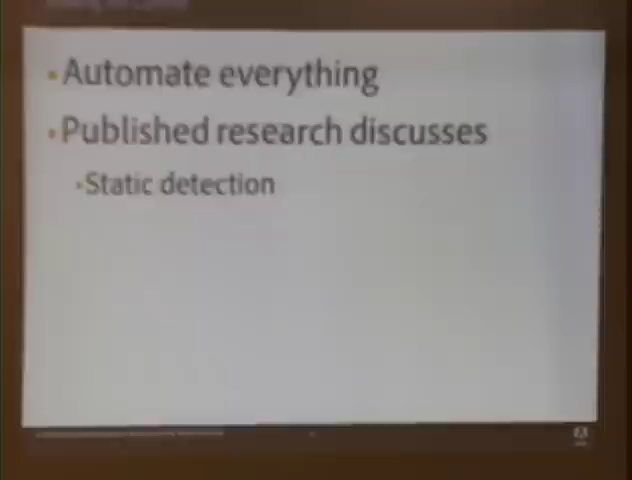 • Automate everything
• Published research discusses
• Static detection